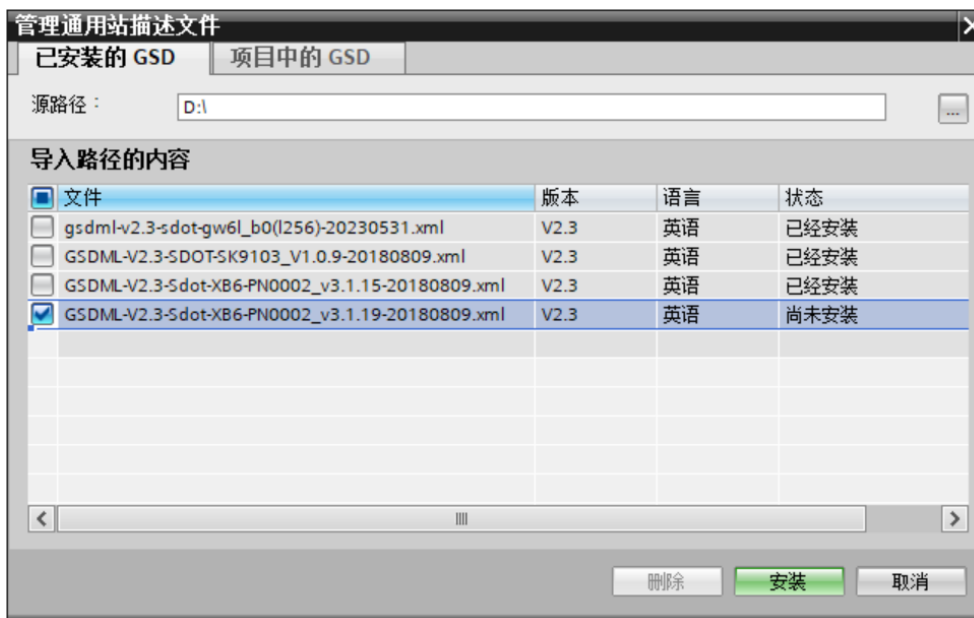 管理通用站描述文件
已安装的 GSD 项目中的 GSD
源路径： D:\ ...
导入路径的内容
文件 版本 语言 状态
gsdml-v2.3-sdot-gw6l_b0(l256)-20230531.xml V2.3 英语 已经安装
GSDML-V2.3-SDOT-SK9103_V1.0.9-20180809.xml V2.3 英语 已经安装
GSDML-V2.3-Sdot-XB6-PN0002_v3.1.15-20180809.xml V2.3 英语 已经安装
GSDML-V2.3-Sdot-XB6-PN0002_v3.1.19-20180809.xml V2.3 英语 尚未安装
删除 安装 取消